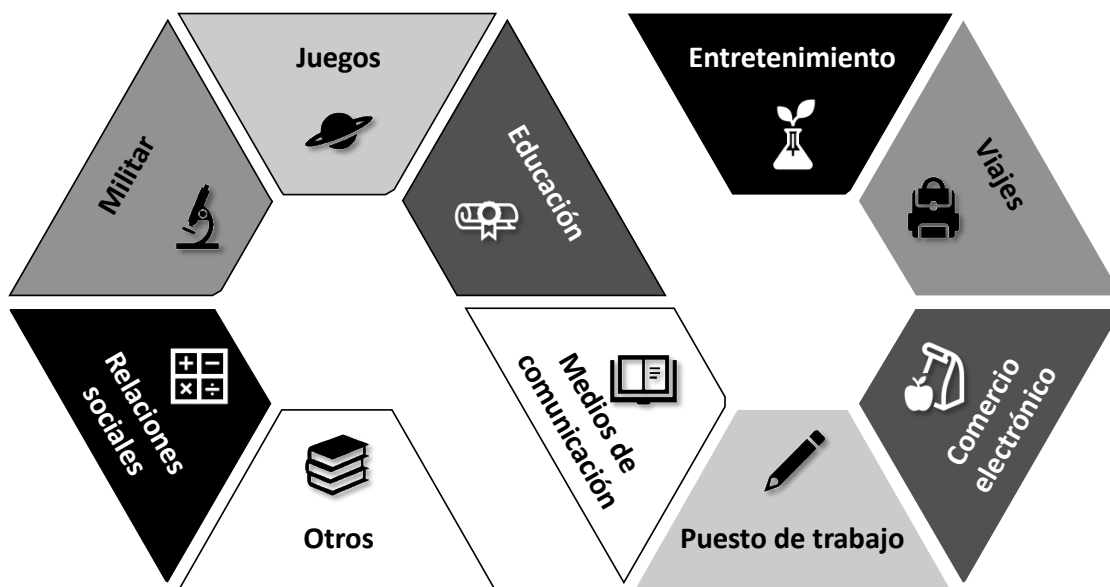 Juegos
Entretenimiento
Militar
Educación
Viajes
Relaciones
sociales
Medios de
comunicación
Comercio
electrónico
Otros
Puesto de trabajo